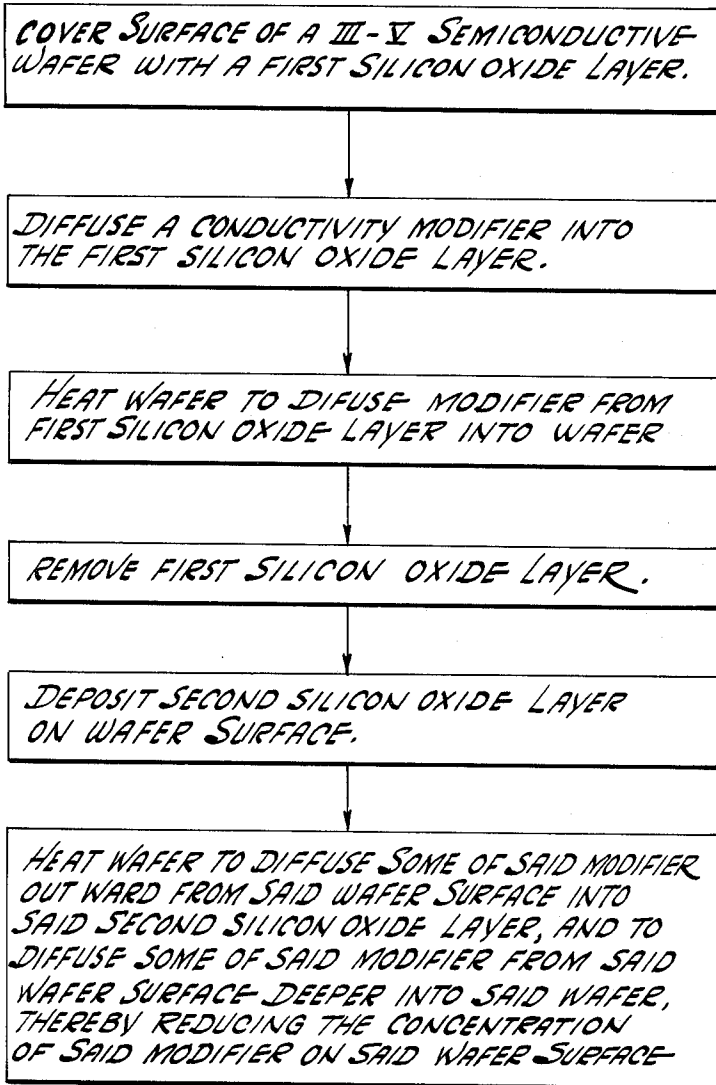 COVER SURFACE OF A III-V SEMICONDUCTIVE
WAFER WITH A FIRST SILICON OXIDE LAYER.
DIFFUSE A CONDUCTIVITY MODIFIER INTO
THE FIRST SILICON OXIDE LAYER.
HEAT WAFER TO DIFUSE MODIFIER FROM
FIRST SILICON OXIDE LAYER INTO WAFER
REMOVE FIRST SILICON OXIDE LAYER.
DEPOSIT SECOND SILICON OXIDE LAYER
ON WAFER SURFACE.
HEAT WAFER TO DIFFUSE SOME OF SAID MODIFIER
OUT WARD FROM SAID WAFER SURFACE INTO
SAID SECOND SILICON OXIDE LAYER, AND TO
DIFFUSE SOME OF SAID MODIFIER FROM SAID
WAFER SURFACE DEEPER INTO SAID WAFER,
THEREBY REDUCING THE CONCENTRATION
OF SAID MODIFIER ON SAID WAFER SURFACE